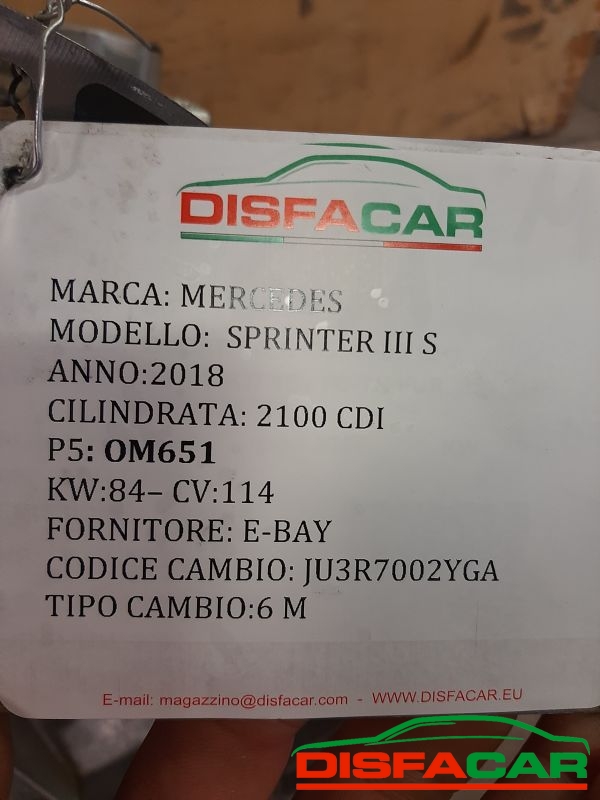 DISFACAR
MARCA: MERCEDES
MODELLO: SPRINTER III S
ANNO:2018
CILINDRATA: 2100 CDI
P5: OM651
KW:84– CV:114
FORNITORE: E-BAY
CODICE CAMBIO: JU3R7002YGA
TIPO CAMBIO:6 M
E-mail: magazzino@disfacar.com - WWW.DISFACAR.EU
DISFACAR